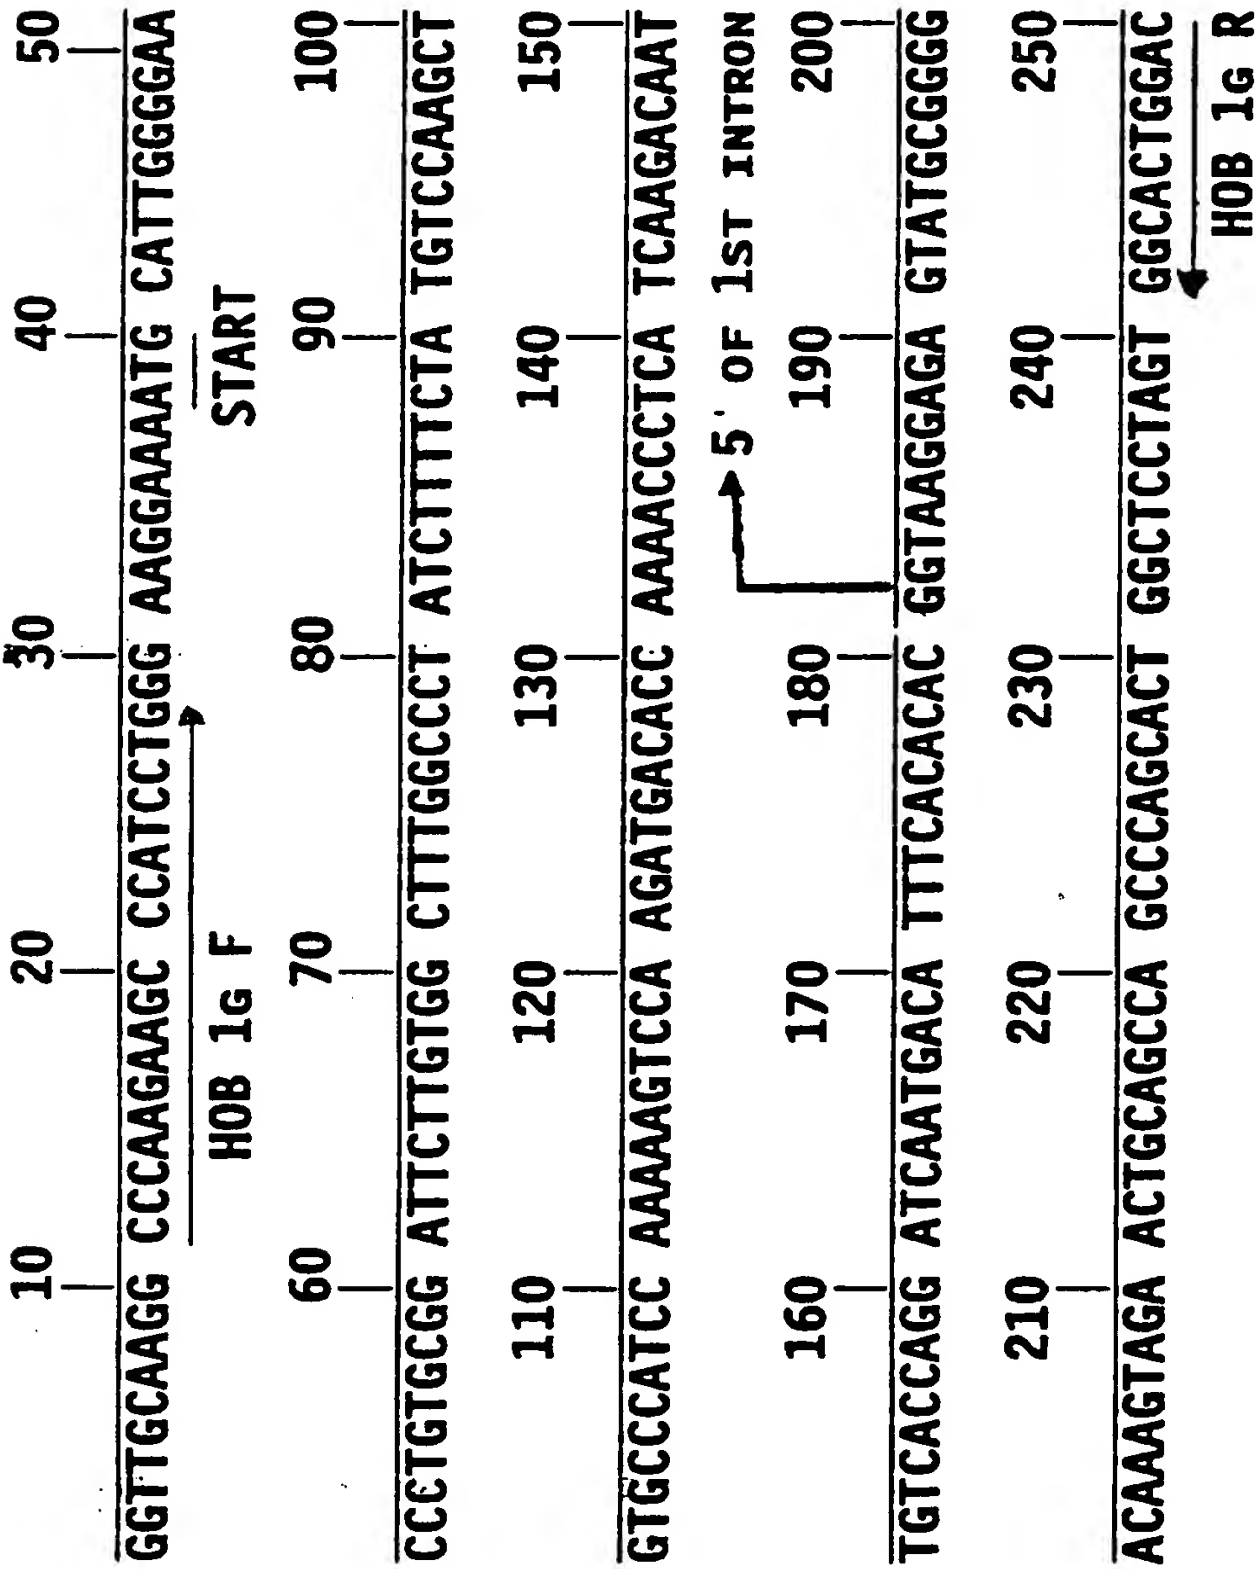 10 20 30 40 50
GGTTGCAAGG CCCAAGAAGC CCATCCTGGG AAGGAAAATG CATTGGGGAA
HOB 1G F START
60 70 80 90 100
CCCTGTGCGG ATTCTTGTGG CTTTGGCCCT ATCTTTTCTA TGTCCAAGCT
110 120 130 140 150
GTGCCCATCC AAAAAGTCCA AGATGACACC AAAACCCTCA TCAAGACAAT
5' OF 1ST INTRON
160 170 180 190 200
TGTCACCAGG ATCAATGACA TTTCACACAC GGTAAGGAGA GTATGCGGGG
210 220 230 240 250
ACAAAGTAGA ACTGCAGCCA GCCCAGCACT GGCTCCTAGT GGCACTGGAC
HOB 1G R